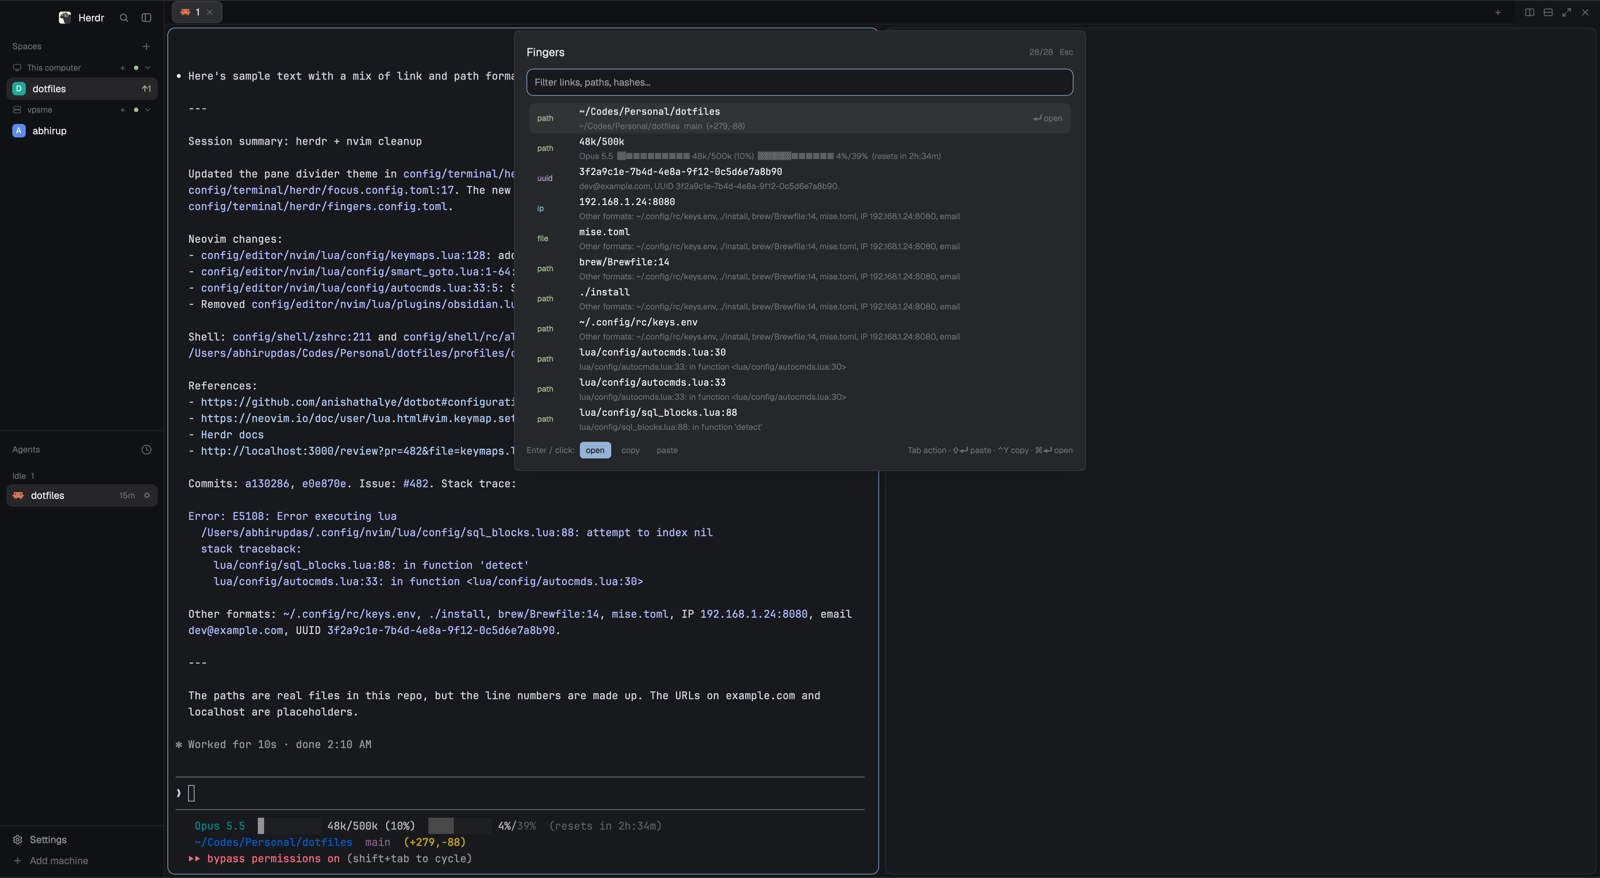 Herdr
1
Spaces
This computer
D dotfiles ↑1
vpsme
A abhirup
Agents
Idle 1
dotfiles 15m
Settings
Add machine
• Here's sample text with a mix of link and path forma
---
Session summary: herdr + nvim cleanup
Updated the pane divider theme in config/terminal/he
config/terminal/herdr/focus.config.toml:17. The new
config/terminal/herdr/fingers.config.toml.
Neovim changes:
- config/editor/nvim/lua/config/keymaps.lua:128: add
- config/editor/nvim/lua/config/smart_goto.lua:1-64:
- config/editor/nvim/lua/config/autocmds.lua:33:5: S
- Removed config/editor/nvim/lua/plugins/obsidian.lu
Shell: config/shell/zshrc:211 and config/shell/rc/al
/Users/abhirupdas/Codes/Personal/dotfiles/profiles/c
References:
- https://github.com/anishathalye/dotbot#configurati
- https://neovim.io/doc/user/lua.html#vim.keymap.set
- Herdr docs
- http://localhost:3000/review?pr=482&file=keymaps.l
Commits: a130286, e0e870e. Issue: #482. Stack trace:
Error: E5108: Error executing lua
/Users/abhirupdas/.config/nvim/lua/config/sql_blocks.lua:88: attempt to index nil
stack traceback:
lua/config/sql_blocks.lua:88: in function 'detect'
lua/config/autocmds.lua:33: in function <lua/config/autocmds.lua:30>
Other formats: ~/.config/rc/keys.env, ./install, brew/Brewfile:14, mise.toml, IP 192.168.1.24:8080, email
dev@example.com, UUID 3f2a9c1e-7b4d-4e8a-9f12-0c5d6e7a8b90.
---
The paths are real files in this repo, but the line numbers are made up. The URLs on example.com and
localhost are placeholders.
✻ Worked for 10s · done 2:10 AM
❯
Opus 5.5 48k/500k (10%) 4%/39% (resets in 2h:34m)
~/Codes/Personal/dotfiles main (+279,-88)
▸▸ bypass permissions on (shift+tab to cycle)
Fingers 28/28 Esc
Filter links, paths, hashes...
path ~/Codes/Personal/dotfiles
~/Codes/Personal/dotfiles main (+279,-88) ↵ open
path 48k/500k
Opus 5.5 48k/500k (10%) 4%/39% (resets in 2h:34m)
uuid 3f2a9c1e-7b4d-4e8a-9f12-0c5d6e7a8b90
dev@example.com, UUID 3f2a9c1e-7b4d-4e8a-9f12-0c5d6e7a8b90.
ip 192.168.1.24:8080
Other formats: ~/.config/rc/keys.env, ./install, brew/Brewfile:14, mise.toml, IP 192.168.1.24:8080, email
file mise.toml
Other formats: ~/.config/rc/keys.env, ./install, brew/Brewfile:14, mise.toml, IP 192.168.1.24:8080, email
path brew/Brewfile:14
Other formats: ~/.config/rc/keys.env, ./install, brew/Brewfile:14, mise.toml, IP 192.168.1.24:8080, email
path ./install
Other formats: ~/.config/rc/keys.env, ./install, brew/Brewfile:14, mise.toml, IP 192.168.1.24:8080, email
path ~/.config/rc/keys.env
Other formats: ~/.config/rc/keys.env, ./install, brew/Brewfile:14, mise.toml, IP 192.168.1.24:8080, email
path lua/config/autocmds.lua:30
lua/config/autocmds.lua:33: in function <lua/config/autocmds.lua:30>
path lua/config/autocmds.lua:33
lua/config/autocmds.lua:33: in function <lua/config/autocmds.lua:30>
path lua/config/sql_blocks.lua:88
lua/config/sql_blocks.lua:88: in function 'detect'
Enter / click: open copy paste Tab action · ⇧↵ paste · ^Y copy · ⌘↵ open